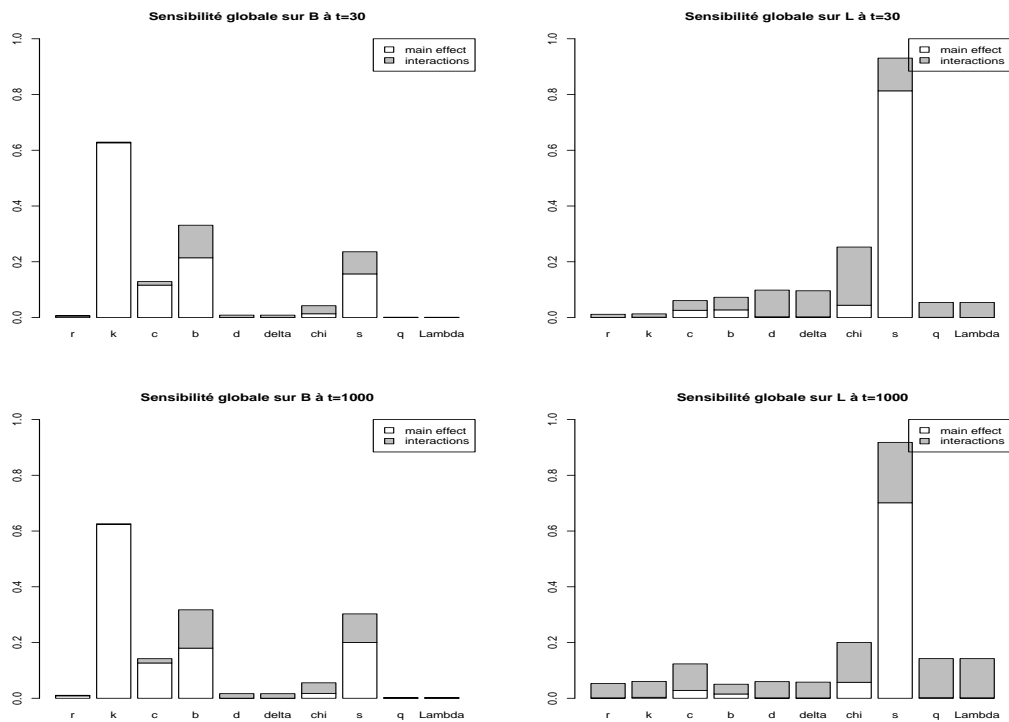 Sensibilité globale sur B à t=30
1.0
0.8
0.6
0.4
0.2
0.0
main effect
interactions
r k c b d delta chi s q Lambda
Sensibilité globale sur L à t=30
1.0
0.8
0.6
0.4
0.2
0.0
main effect
interactions
r k c b d delta chi s q Lambda
Sensibilité globale sur B à t=1000
1.0
0.8
0.6
0.4
0.2
0.0
main effect
interactions
r k c b d delta chi s q Lambda
Sensibilité globale sur L à t=1000
1.0
0.8
0.6
0.4
0.2
0.0
main effect
interactions
r k c b d delta chi s q Lambda